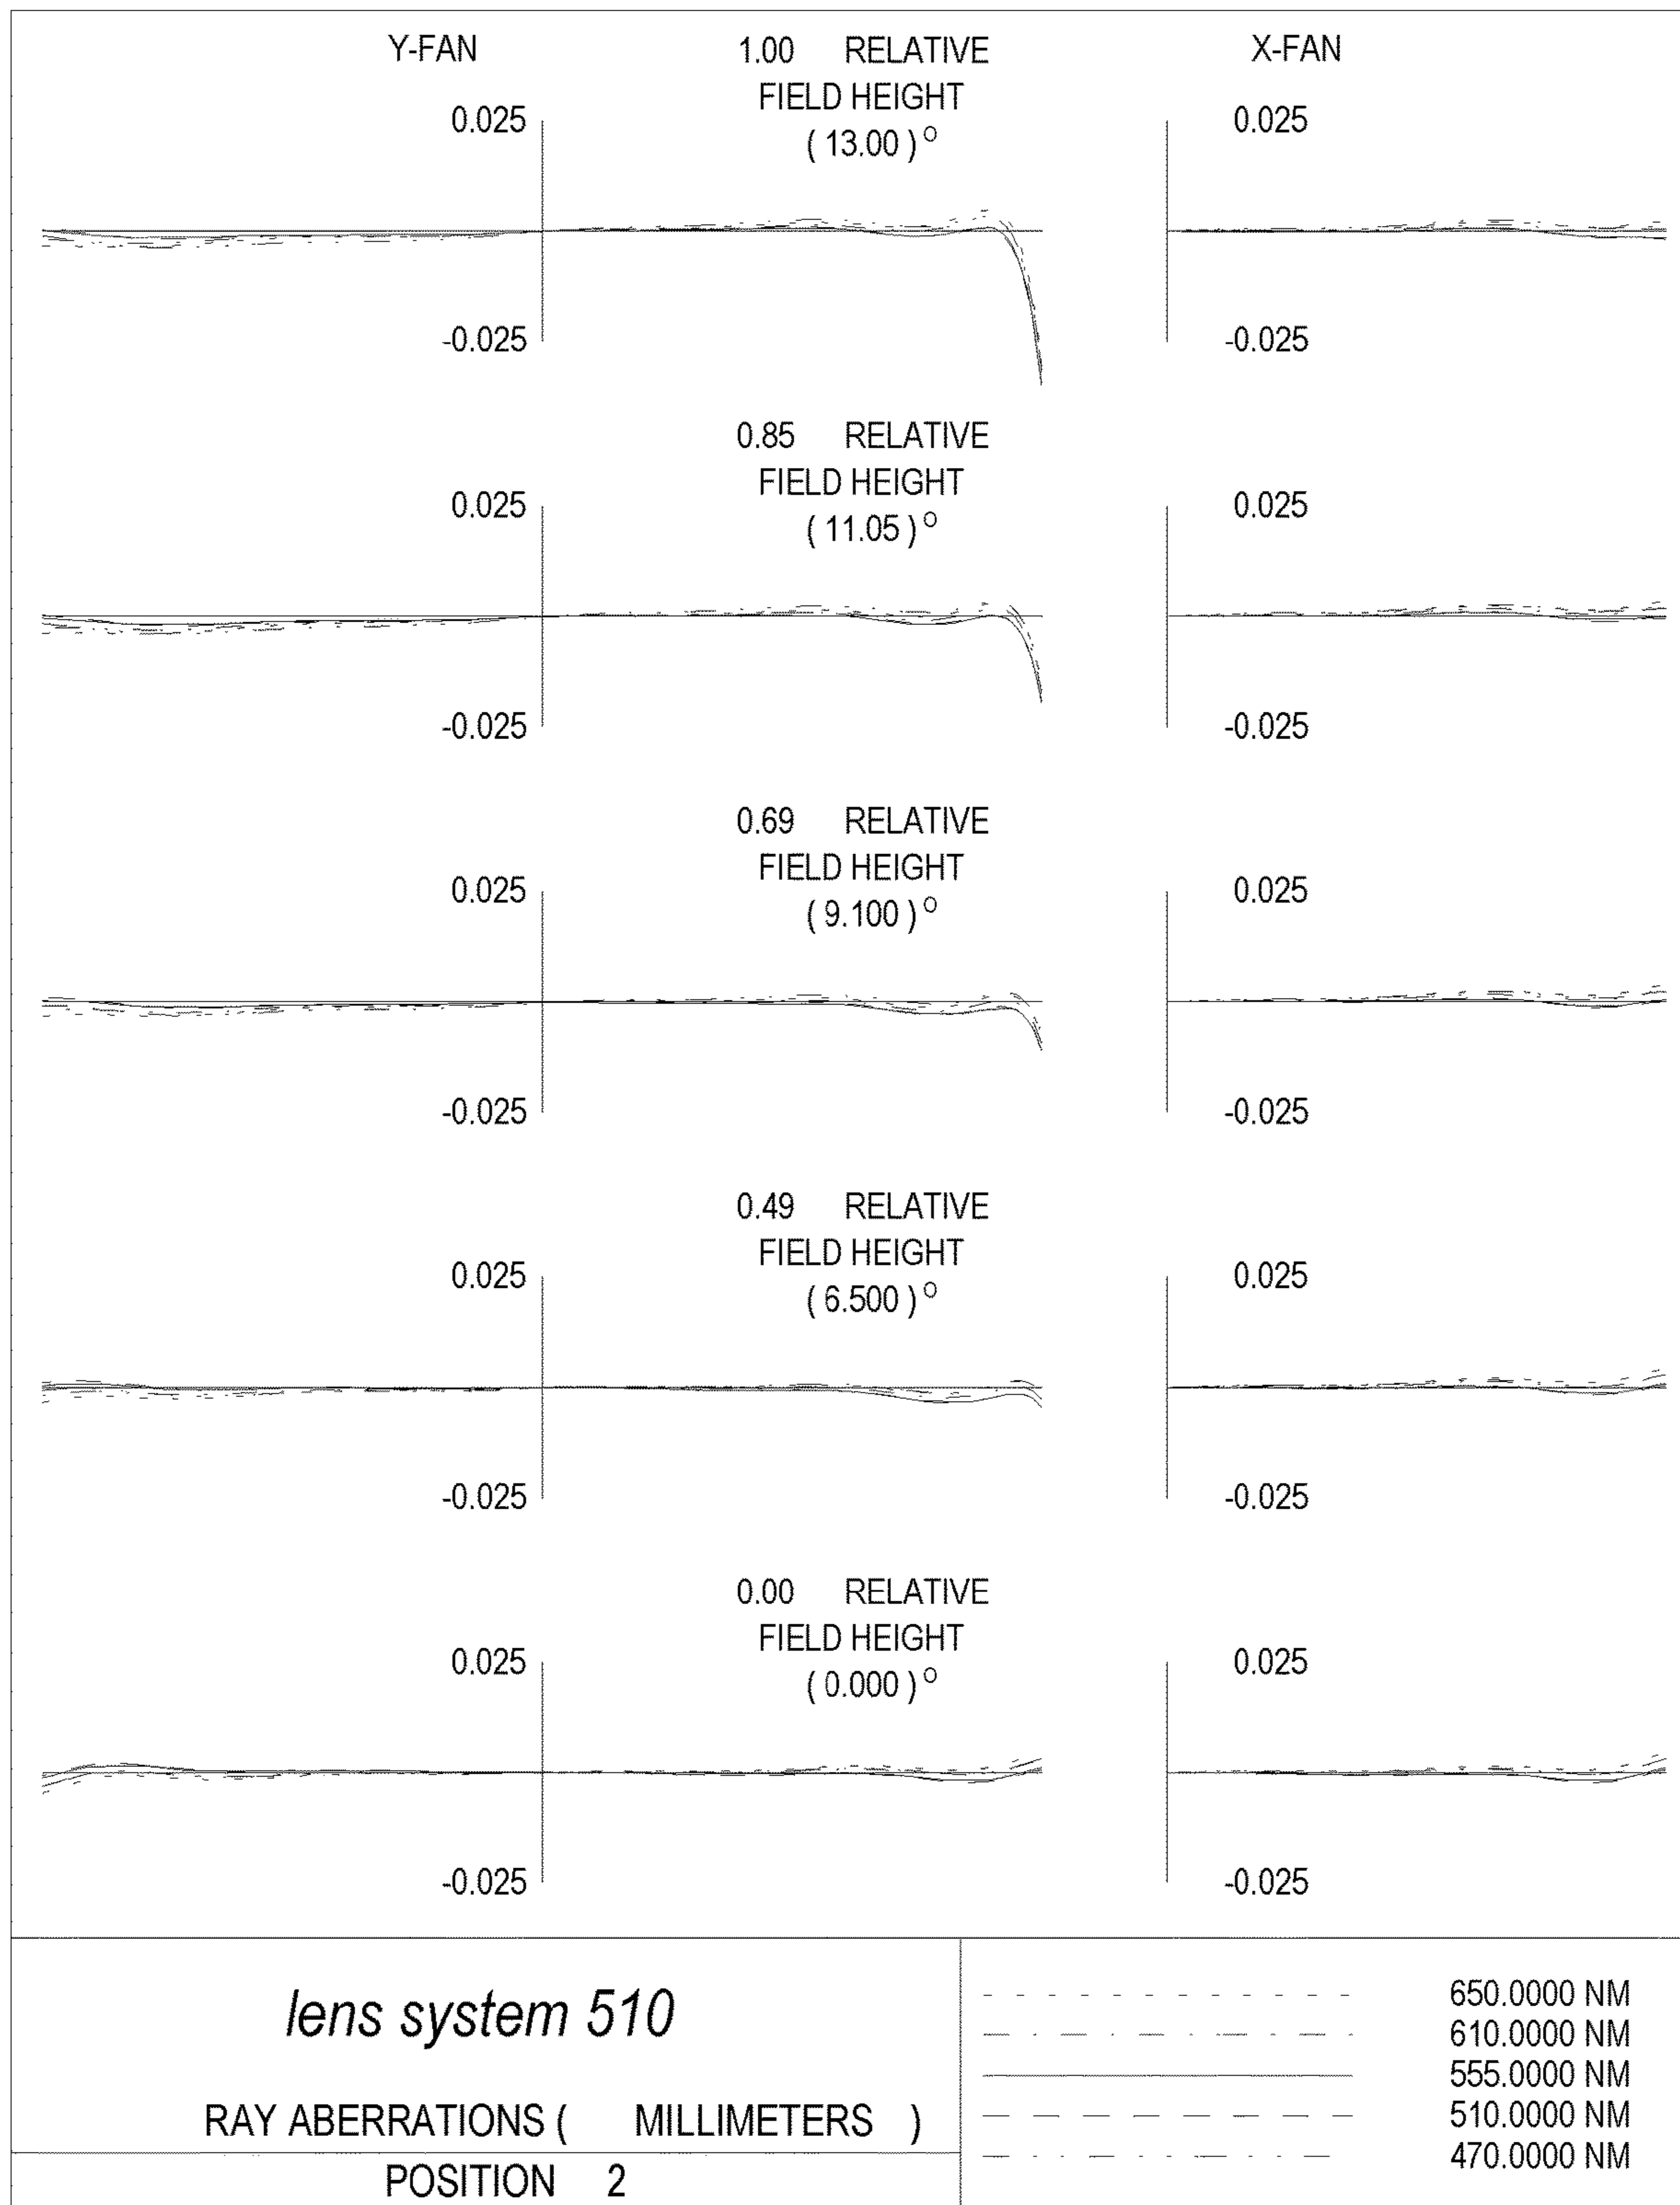 Y-FAN
1.00 RELATIVE
FIELD HEIGHT
( 13.00 ) O
X-FAN
0.025
0.025
-0.025
-0.025
0.85 RELATIVE
FIELD HEIGHT
( 11.05 ) O
0.025
0.025
-0.025
-0.025
0.69 RELATIVE
FIELD HEIGHT
( 9.100 ) O
0.025
0.025
-0.025
-0.025
0.49 RELATIVE
FIELD HEIGHT
( 6.500 ) O
0.025
0.025
-0.025
-0.025
0.00 RELATIVE
FIELD HEIGHT
( 0.000 ) O
0.025
0.025
-0.025
-0.025
lens system 510
RAY ABERRATIONS ( MILLIMETERS )
POSITION 2
650.0000 NM
610.0000 NM
555.0000 NM
510.0000 NM
470.0000 NM